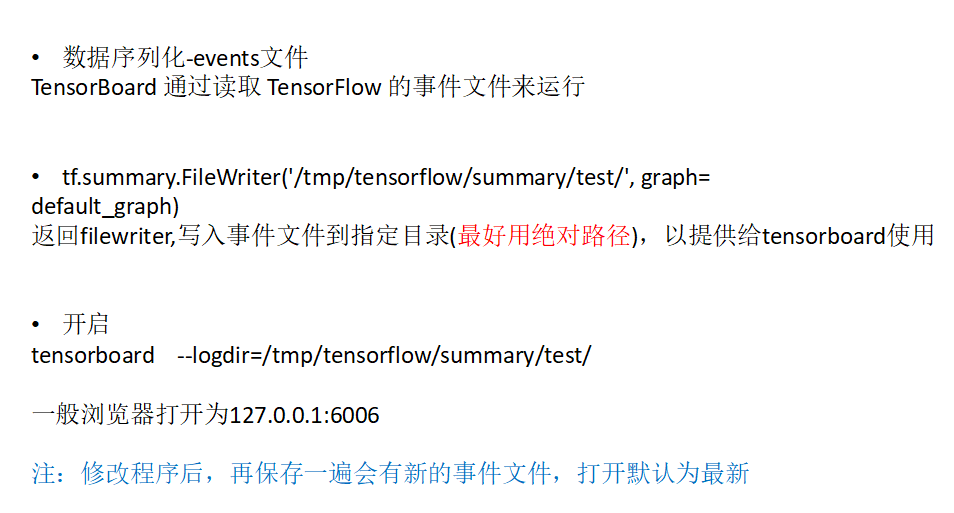 • 数据序列化-events文件
TensorBoard 通过读取 TensorFlow 的事件文件来运行
• tf.summary.FileWriter('/tmp/tensorflow/summary/test/', graph=
default_graph)
返回filewriter,写入事件文件到指定目录(最好用绝对路径)，以提供给tensorboard使用
• 开启
tensorboard --logdir=/tmp/tensorflow/summary/test/
一般浏览器打开为127.0.0.1:6006
注：修改程序后，再保存一遍会有新的事件文件，打开默认为最新